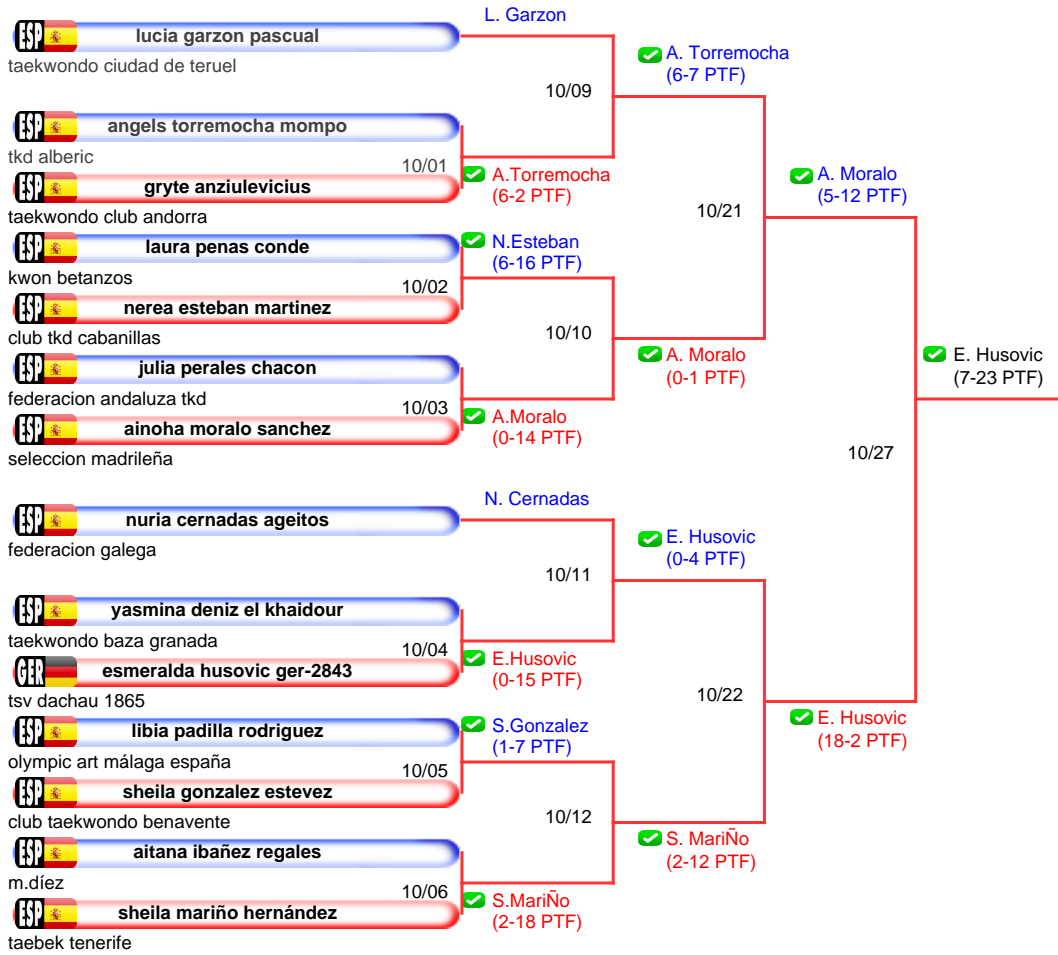 L. Garzon
ESP lucia garzon pascual
taekwondo ciudad de teruel
A. Torremocha
(6-7 PTF)
10/09
ESP angels torremocha mompo
tkd alberic
10/01
ESP gryte anziulevicius
taekwondo club andorra
A.Torremocha
(6-2 PTF)
A. Moralo
(5-12 PTF)
10/21
ESP laura penas conde
kwon betanzos
N.Esteban
(6-16 PTF)
10/02
ESP nerea esteban martinez
club tkd cabanillas
10/10
ESP julia perales chacon
federacion andaluza tkd
A. Moralo
(0-1 PTF)
10/03
ESP ainoha moralo sanchez
seleccion madrileña
A.Moralo
(0-14 PTF)
E. Husovic
(7-23 PTF)
10/27
N. Cernadas
ESP nuria cernadas ageitos
federacion galega
E. Husovic
(0-4 PTF)
10/11
ESP yasmina deniz el khaidour
taekwondo baza granada
10/04
GER esmeralda husovic ger-2843
tsv dachau 1865
E.Husovic
(0-15 PTF)
10/22
E. Husovic
(18-2 PTF)
ESP libia padilla rodriguez
olympic art málaga españa
S.Gonzalez
(1-7 PTF)
10/05
ESP sheila gonzalez estevez
club taekwondo benavente
10/12
ESP aitana ibañez regales
m.díez
S. MariÑo
(2-12 PTF)
10/06
ESP sheila mariño hernández
taebek tenerife
S.MariÑo
(2-18 PTF)